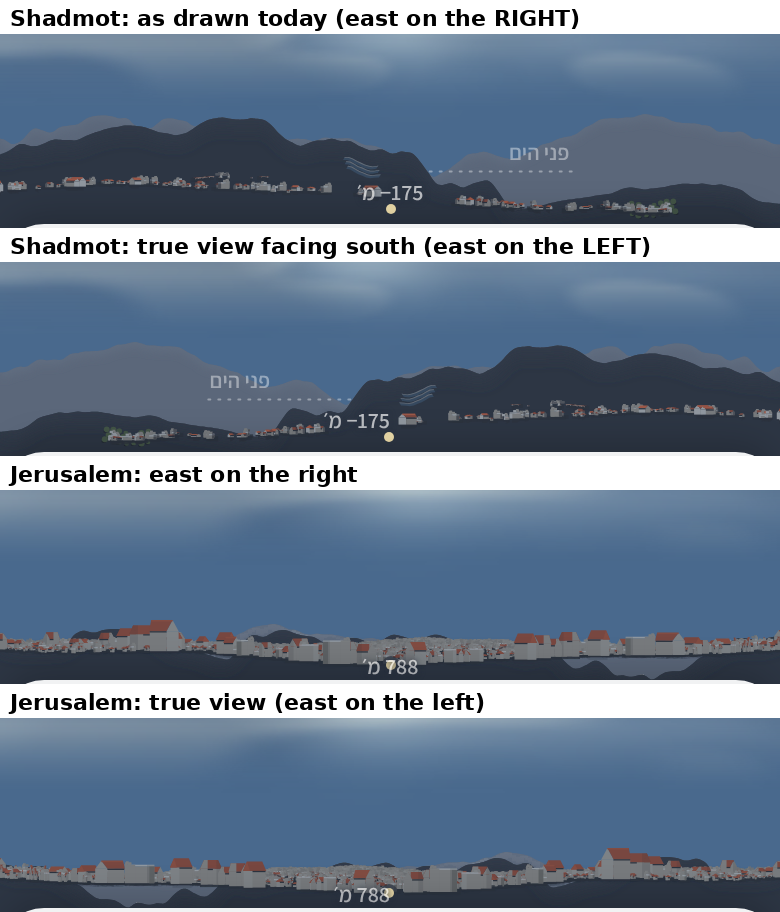 Shadmot: as drawn today (east on the RIGHT)
פני הים
−175 מ׳
Shadmot: true view facing south (east on the LEFT)
פני הים
−175 מ׳
Jerusalem: east on the right
788 מ׳
Jerusalem: true view (east on the left)
788 מ׳